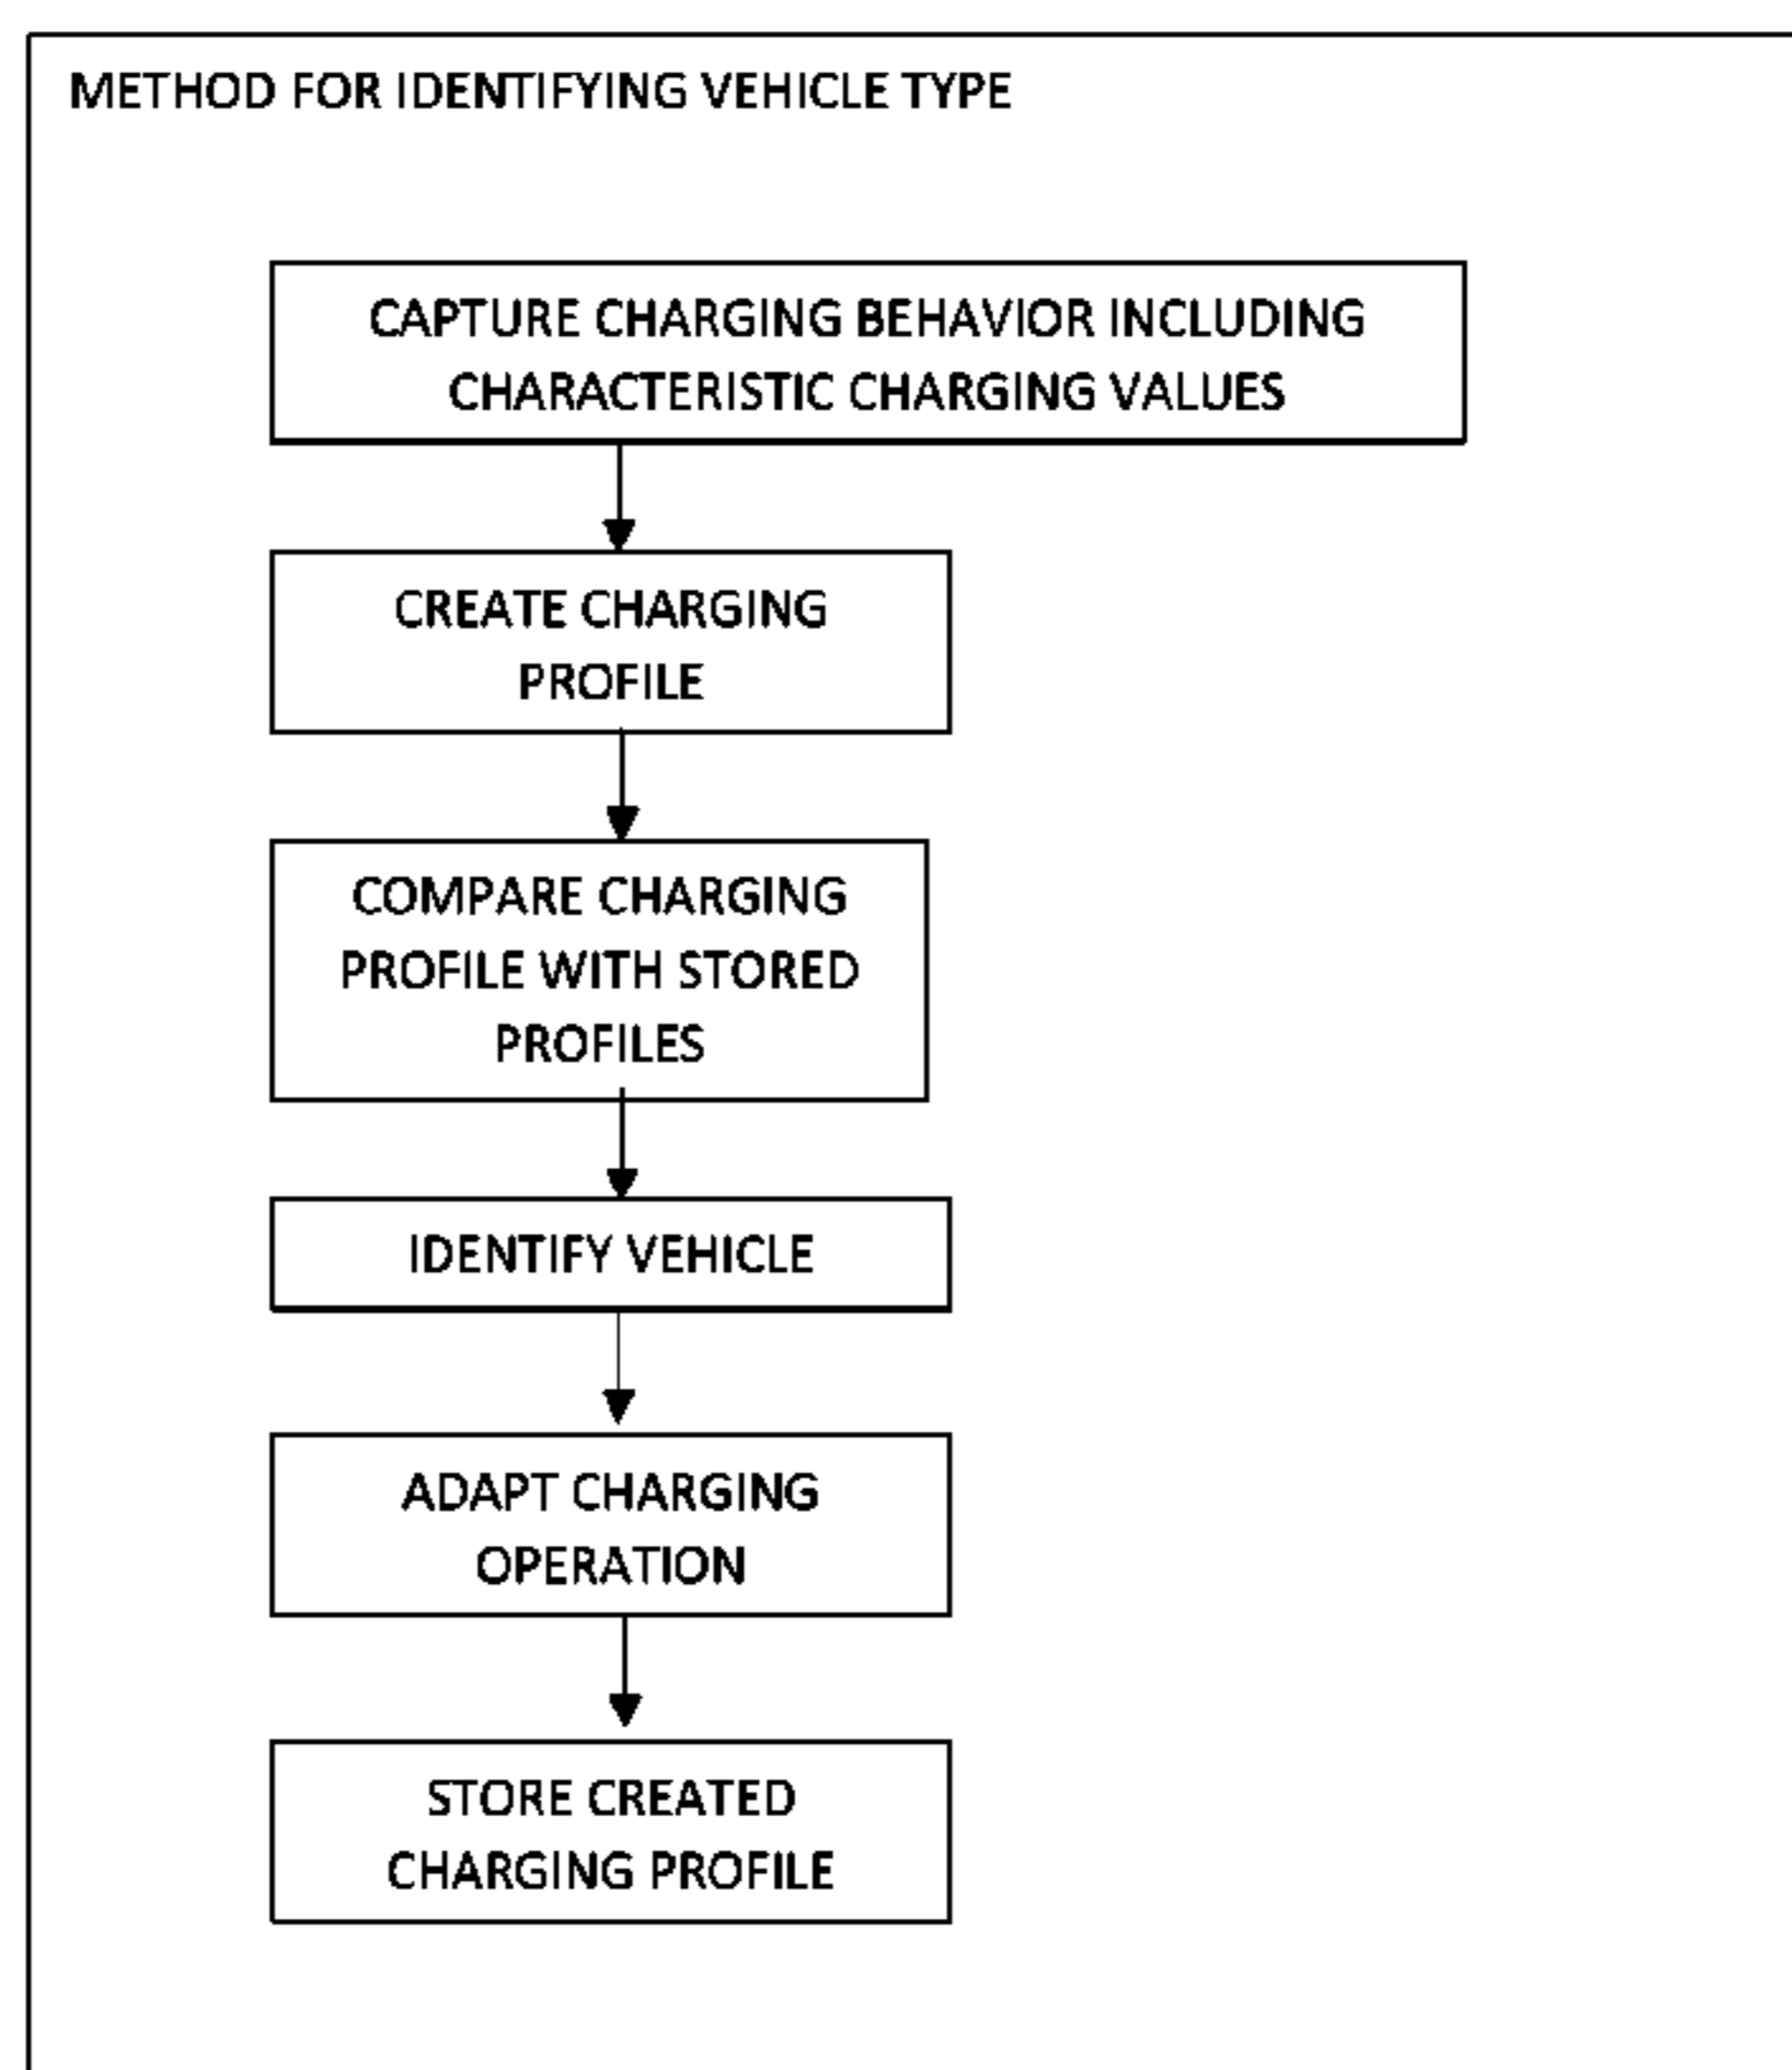 METHOD FOR IDENTIFYING VEHICLE TYPE
CAPTURE CHARGING BEHAVIOR INCLUDING
CHARACTERISTIC CHARGING VALUES
CREATE CHARGING
PROFILE
COMPARE CHARGING
PROFILE WITH STORED
PROFILES
IDENTIFY VEHICLE
ADAPT CHARGING
OPERATION
STORE CREATED
CHARGING PROFILE